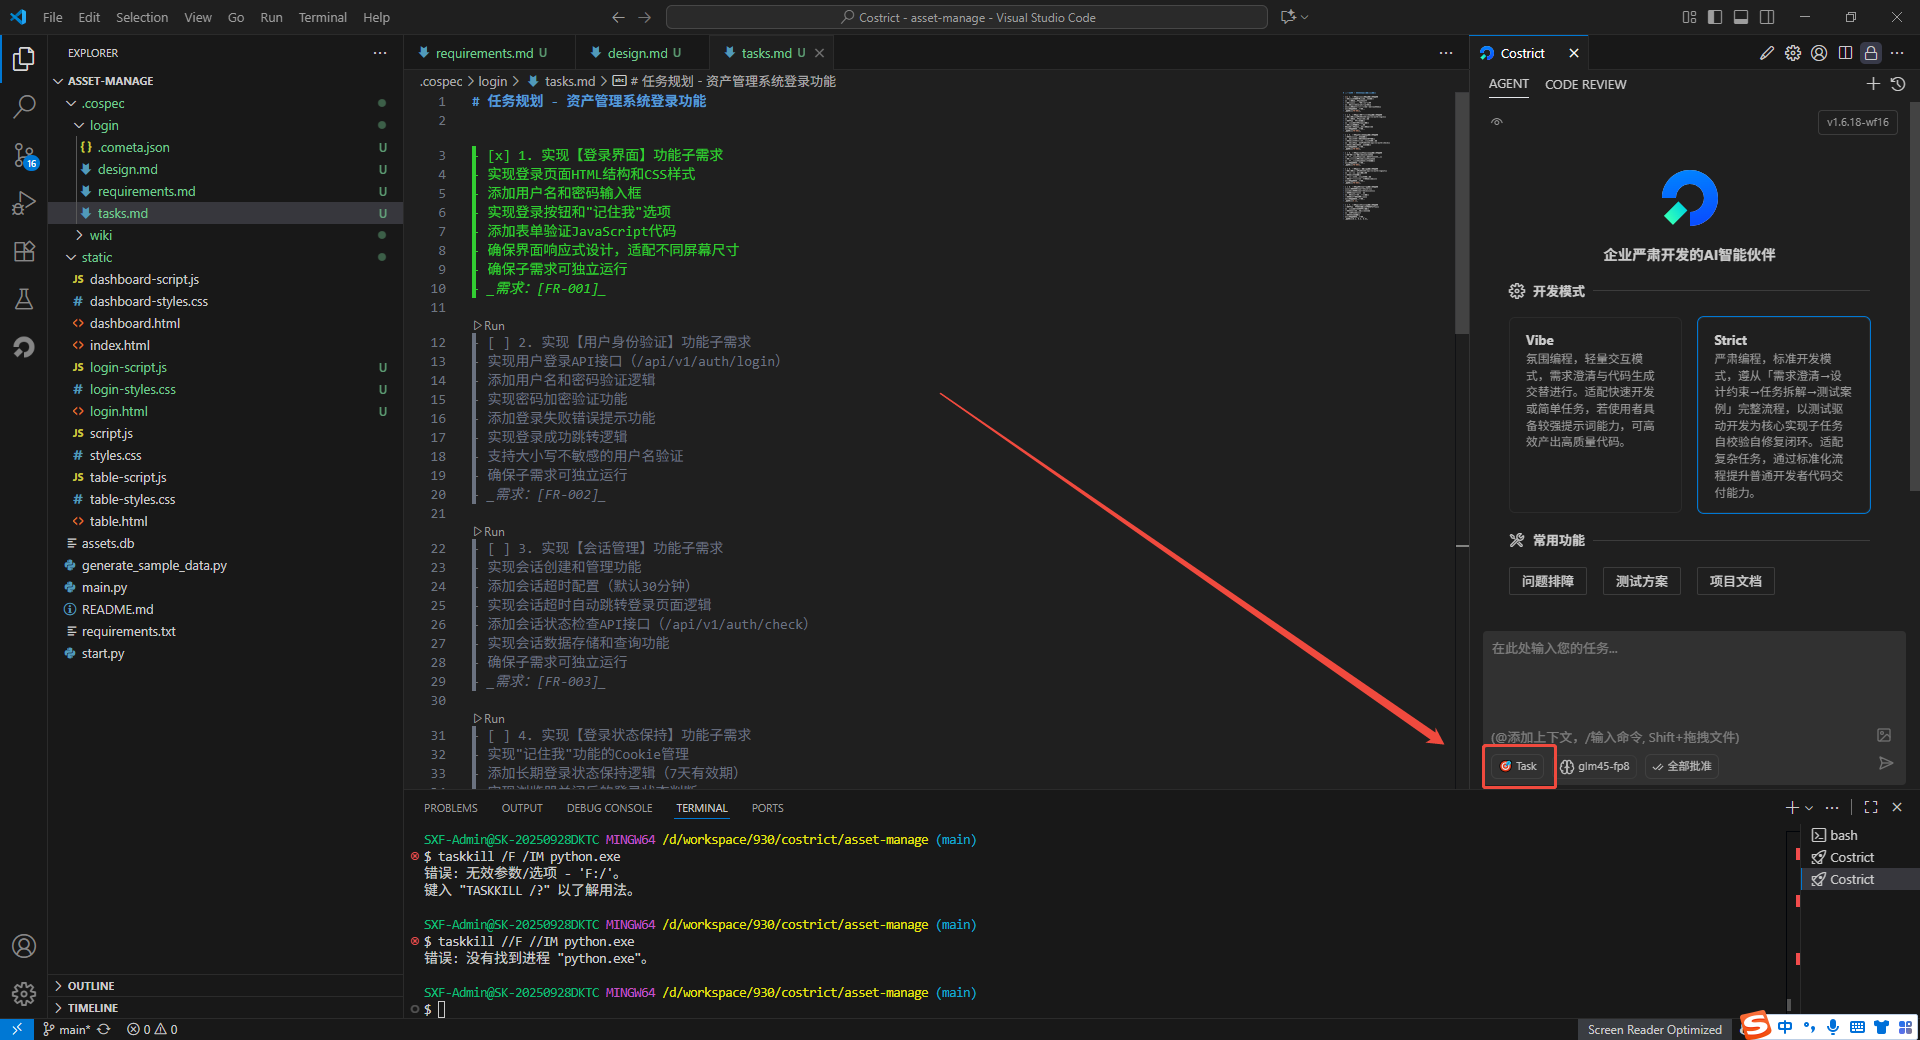 File Edit Selection View Go Run Terminal Help
Costrict - asset-manage - Visual Studio Code
EXPLORER
ASSET-MANAGE
.cospec
login
{} .cometa.json U
design.md U
requirements.md U
tasks.md U
wiki
static
JS dashboard-script.js
# dashboard-styles.css
<> dashboard.html
<> index.html
JS login-script.js U
# login-styles.css U
<> login.html U
JS script.js
# styles.css
JS table-script.js
# table-styles.css
<> table.html
assets.db
generate_sample_data.py
main.py
README.md
requirements.txt
start.py
OUTLINE
TIMELINE
16
requirements.md U design.md U tasks.md U
.cospec > login > tasks.md > # 任务规划 - 资产管理系统登录功能
1 # 任务规划 - 资产管理系统登录功能
2
3 - [x] 1. 实现【登录界面】功能子需求
4 - 实现登录页面HTML结构和CSS样式
5 - 添加用户名和密码输入框
6 - 实现登录按钮和"记住我"选项
7 - 添加表单验证JavaScript代码
8 - 确保界面响应式设计，适配不同屏幕尺寸
9 - 确保子需求可独立运行
10 - _需求：[FR-001]_
11
Run
12 - [ ] 2. 实现【用户身份验证】功能子需求
13 - 实现用户登录API接口（/api/v1/auth/login）
14 - 添加用户名和密码验证逻辑
15 - 实现密码加密验证功能
16 - 添加登录失败错误提示功能
17 - 实现登录成功跳转逻辑
18 - 支持大小写不敏感的用户名验证
19 - 确保子需求可独立运行
20 - _需求：[FR-002]_
21
Run
22 - [ ] 3. 实现【会话管理】功能子需求
23 - 实现会话创建和管理功能
24 - 添加会话超时配置（默认30分钟）
25 - 实现会话超时自动跳转登录页面逻辑
26 - 添加会话状态检查API接口（/api/v1/auth/check）
27 - 实现会话数据存储和查询功能
28 - 确保子需求可独立运行
29 - _需求：[FR-003]_
30
Run
31 - [ ] 4. 实现【登录状态保持】功能子需求
32 - 实现"记住我"功能的Cookie管理
33 - 添加长期登录状态保持逻辑（7天有效期）
PROBLEMS OUTPUT DEBUG CONSOLE TERMINAL PORTS
SXF-Admin@SK-20250928DKTC MINGW64 /d/workspace/930/costrict/asset-manage (main)
$ taskkill /F /IM python.exe
错误: 无效参数/选项 - 'F:/'。
键入 "TASKKILL /?" 以了解用法。
SXF-Admin@SK-20250928DKTC MINGW64 /d/workspace/930/costrict/asset-manage (main)
$ taskkill //F //IM python.exe
错误: 没有找到进程 "python.exe"。
SXF-Admin@SK-20250928DKTC MINGW64 /d/workspace/930/costrict/asset-manage (main)
$
bash
Costrict
Costrict
Costrict
AGENT CODE REVIEW
v1.6.18-wf16
企业严肃开发的AI智能伙伴
开发模式
Vibe
氛围编程，轻量交互模
式，需求澄清与代码生成
交替进行。适配快速开发
或简单任务，若使用者具
备较强提示词能力，可高
效产出高质量代码。
Strict
严肃编程，标准开发模
式，遵从「需求澄清→设
计约束→任务拆解→测试案
例」完整流程，以测试驱
动开发为核心实现子任务
自校验自修复闭环。适配
复杂任务，通过标准化流
程提升普通开发者代码交
付能力。
常用功能
问题排障 测试方案 项目文档
在此处输入您的任务...
(@添加上下文，/输入命令, Shift+拖拽文件)
Task glm45-fp8 全部批准
main* 0 0
Screen Reader Optimized
S 中